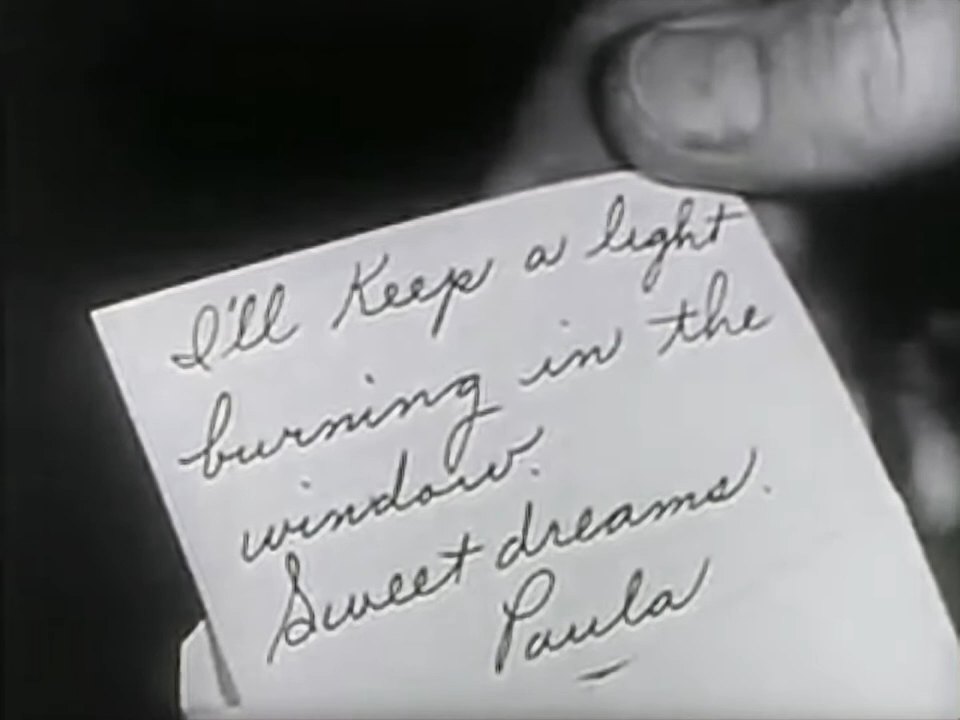 I'll Keep a light
burning in the
window.
Sweet dreams.
Paula